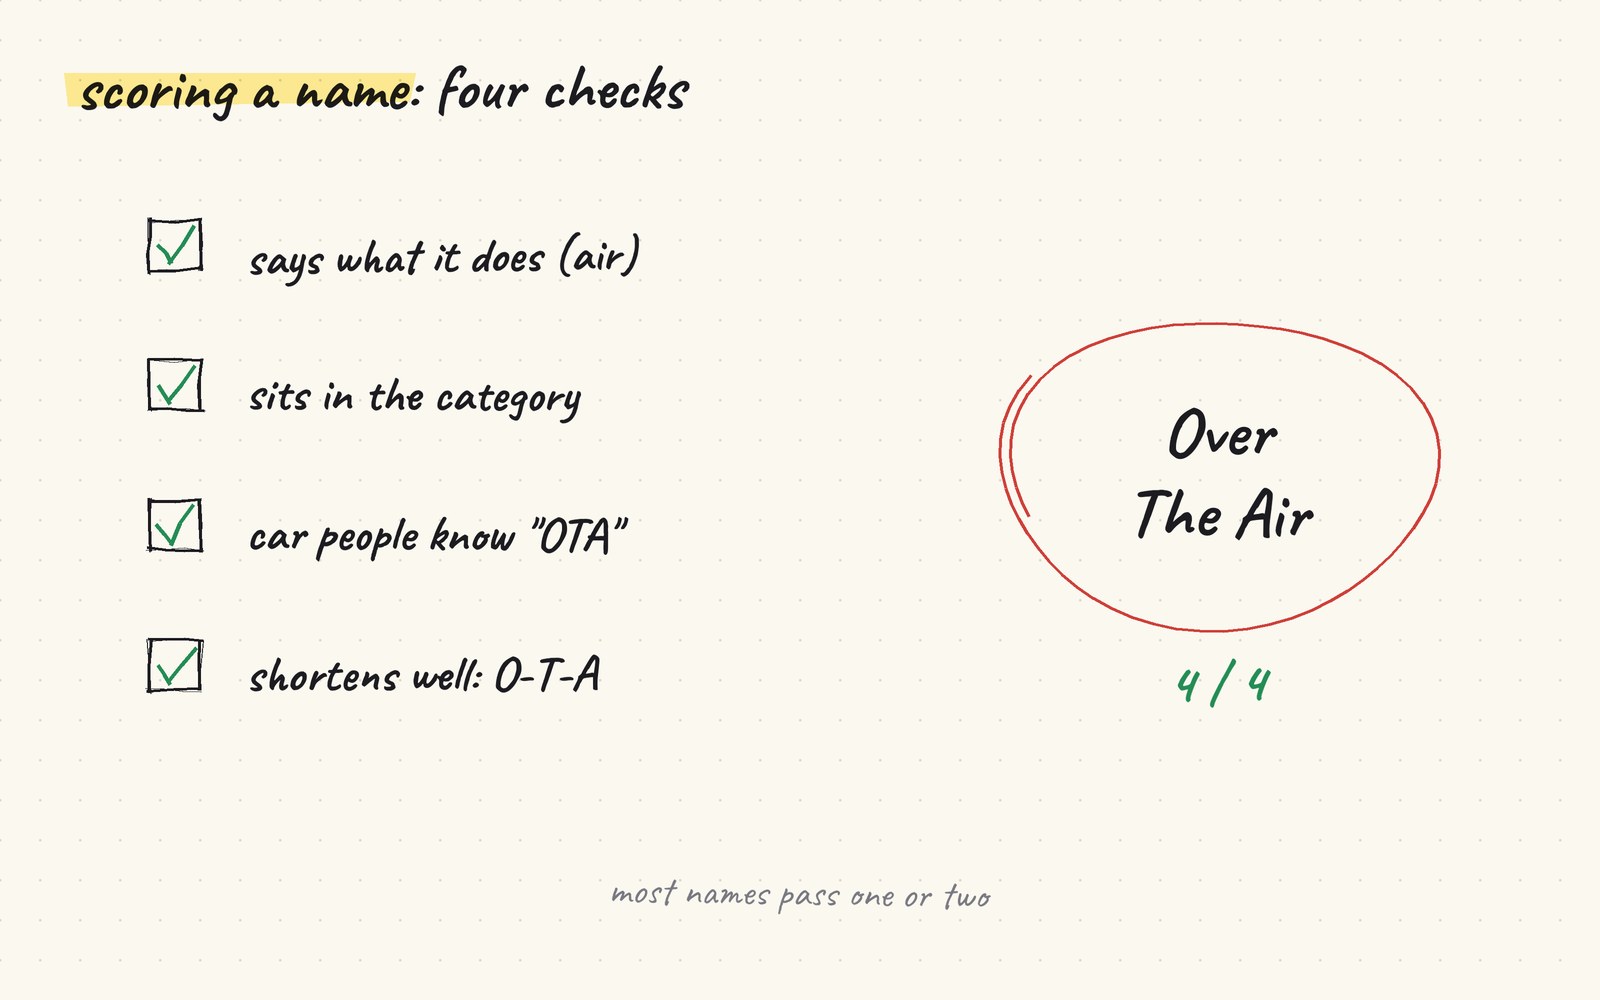 scoring a name: four checks
says what it does (air)
sits in the category
car people know "OTA"
shortens well: O-T-A
Over
The Air
4 / 4
most names pass one or two